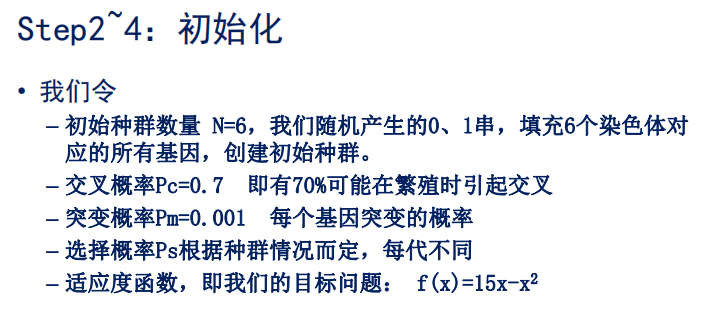 Step2~4：初始化
• 我们令
– 初始种群数量 N=6，我们随机产生的0、1串，填充6个染色体对
应的所有基因，创建初始种群。
– 交叉概率Pc=0.7 即有70%可能在繁殖时引起交叉
– 突变概率Pm=0.001 每个基因突变的概率
– 选择概率Ps根据种群情况而定，每代不同
– 适应度函数，即我们的目标问题： f(x)=15x-x²